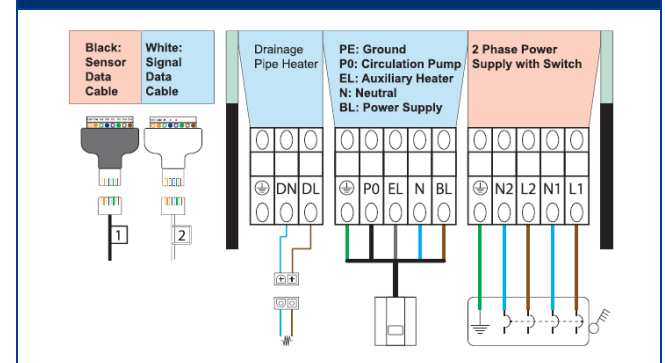 Black:
Sensor
Data
Cable
White:
Signal
Data
Cable
Drainage
Pipe Heater
PE: Ground
P0: Circulation Pump
EL: Auxiliary Heater
N: Neutral
BL: Power Supply
2 Phase Power
Supply with Switch
DN DL
P0 EL N BL
N2 L2 N1 L1
1
2